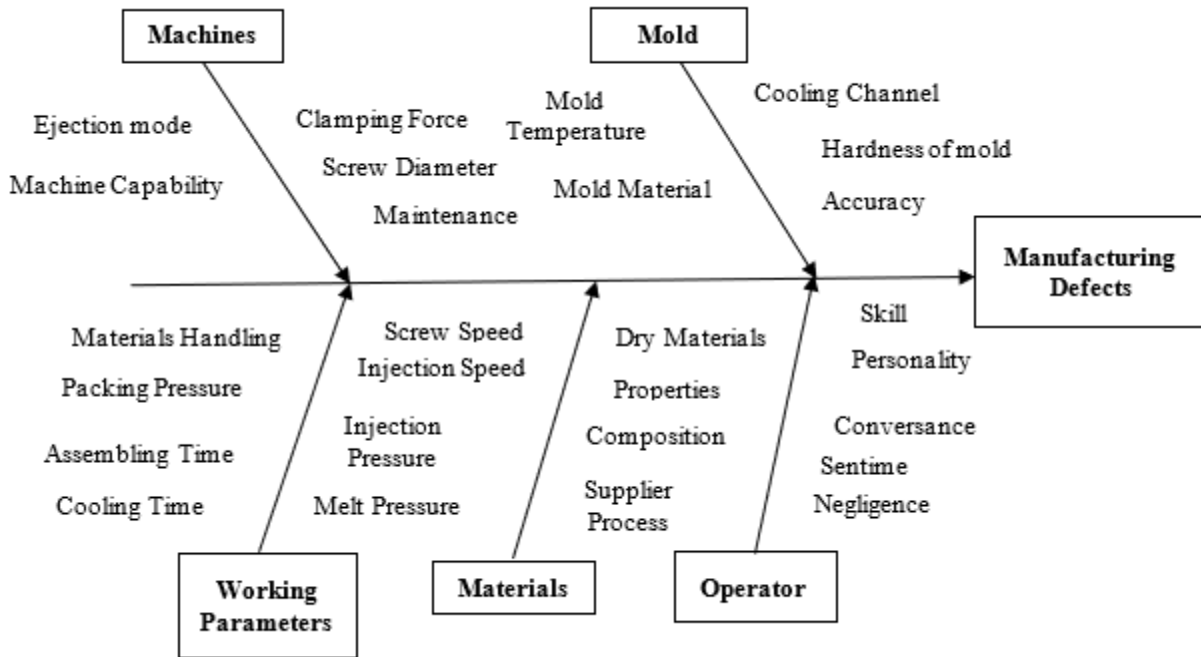 Machines
Mold
Ejection mode
Machine Capability
Clamping Force
Screw Diameter
Maintenance
Mold
Temperature
Mold Material
Cooling Channel
Hardness of mold
Accuracy
Manufacturing
Defects
Materials Handling
Packing Pressure
Assembling Time
Cooling Time
Screw Speed
Injection Speed
Injection
Pressure
Melt Pressure
Dry Materials
Properties
Composition
Supplier
Process
Skill
Personality
Conversance
Sentime
Negligence
Working
Parameters
Materials
Operator